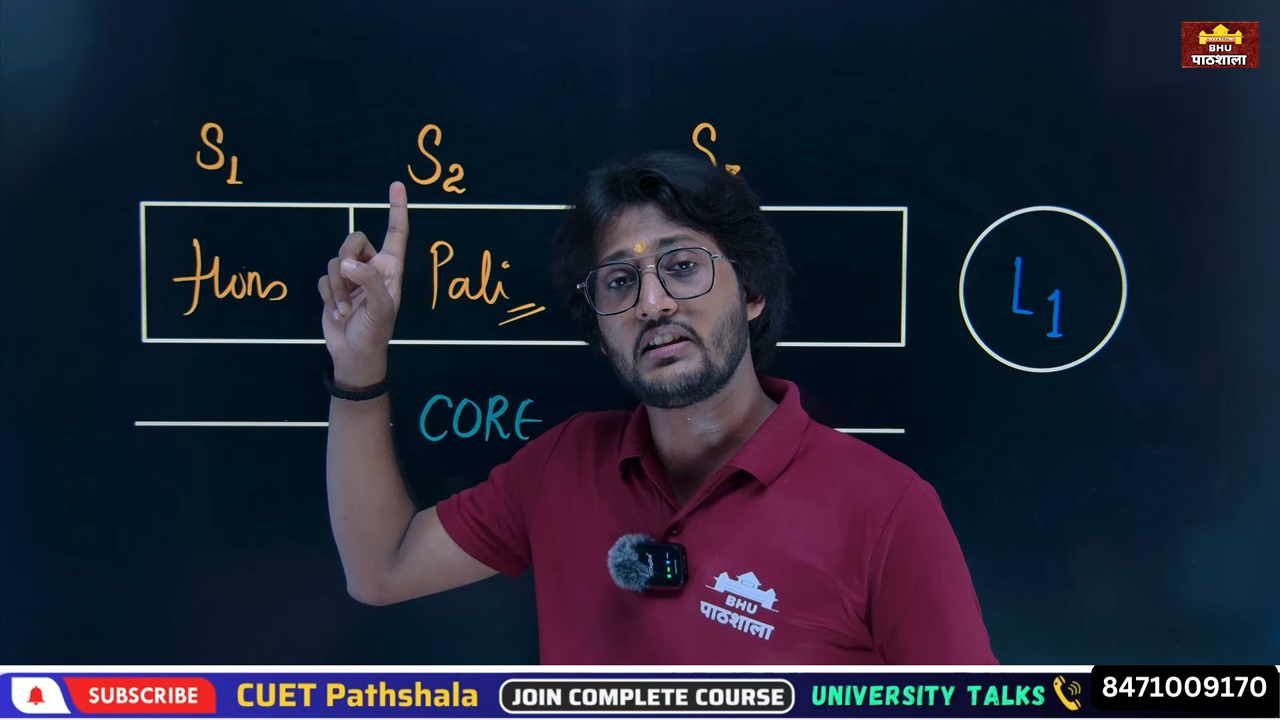 BHU
पाठशाला
S1 S2
Hons Pali
L1
CORE
BHU
पाठशाला
SUBSCRIBE CUET Pathshala JOIN COMPLETE COURSE UNIVERSITY TALKS 8471009170